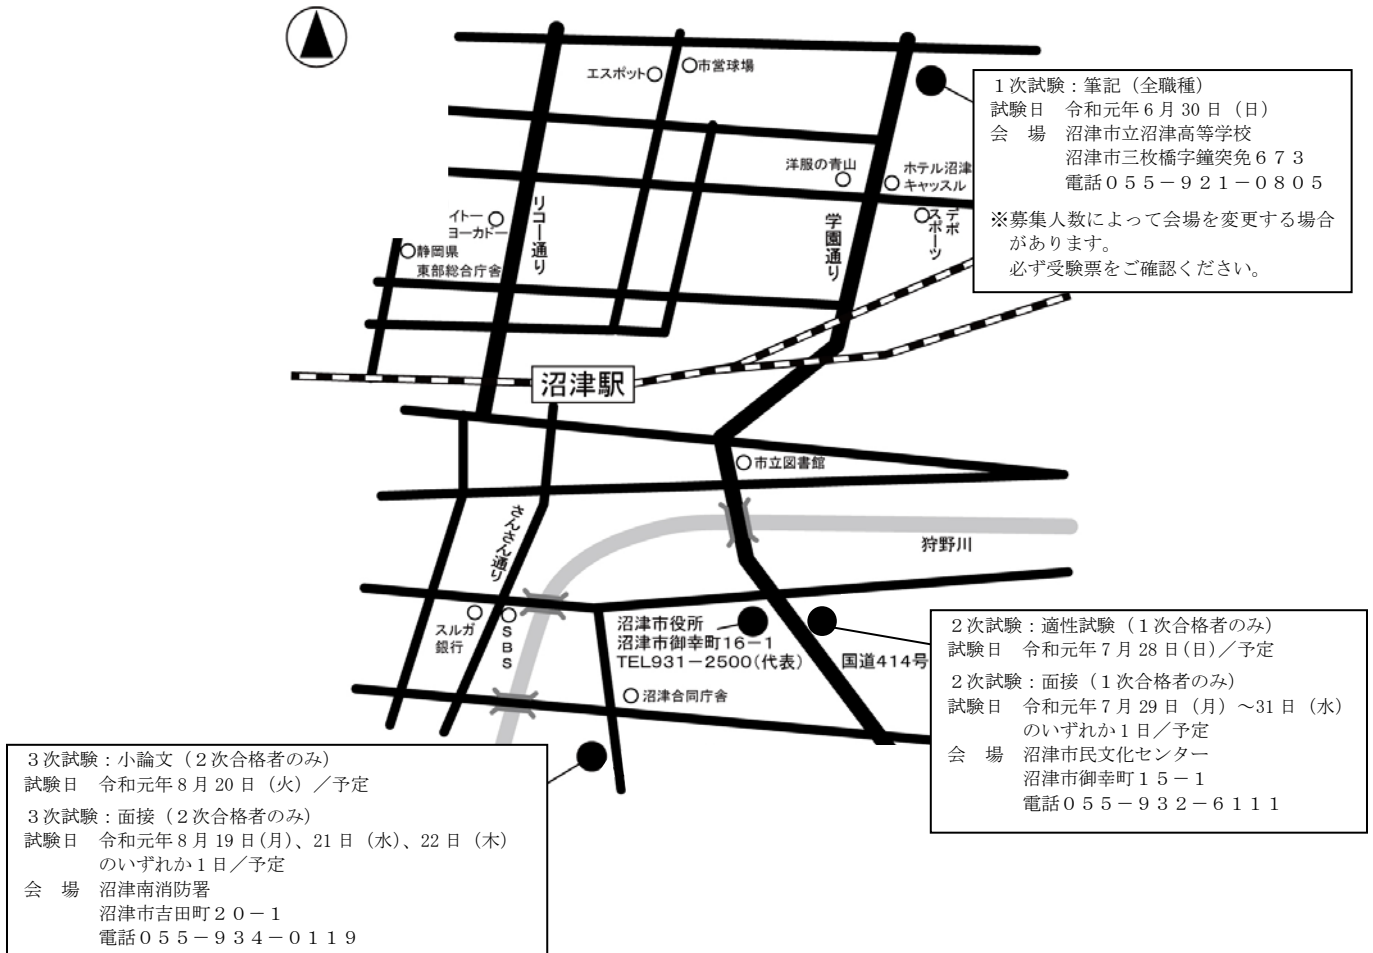 エスポット
市営球場
1次試験：筆記（全職種）
試験日　令和元年6月30日（日）
会　場　沼津市立沼津高等学校
沼津市三枚橋字鐘突免６７３
電話０５５－９２１－０８０５
※募集人数によって会場を変更する場合
があります。
必ず受験票をご確認ください。
洋服の青山
ホテル沼津
キャッスル
スポーツ
デポ
イトー
ヨーカドー
リコー通り
学園通り
静岡県
東部総合庁舎
沼津駅
市立図書館
さんさん通り
狩野川
スルガ
銀行
SBS
沼津市役所
沼津市御幸町16－1
TEL931－2500(代表)
国道414号
沼津合同庁舎
２次試験：適性試験（１次合格者のみ）
試験日　令和元年7月28日(日)／予定
２次試験：面接（１次合格者のみ）
試験日　令和元年7月29日（月）～31日（水）
のいずれか1日／予定
会　場　沼津市民文化センター
沼津市御幸町１５－１
電話０５５－９３２－６１１１
３次試験：小論文（２次合格者のみ）
試験日　令和元年8月20日（火）／予定
３次試験：面接（２次合格者のみ）
試験日　令和元年8月19日(月)、21日（水)、22日（木）
のいずれか1日／予定
会　場　沼津南消防署
沼津市吉田町２０－１
電話０５５－９３４－０１１９